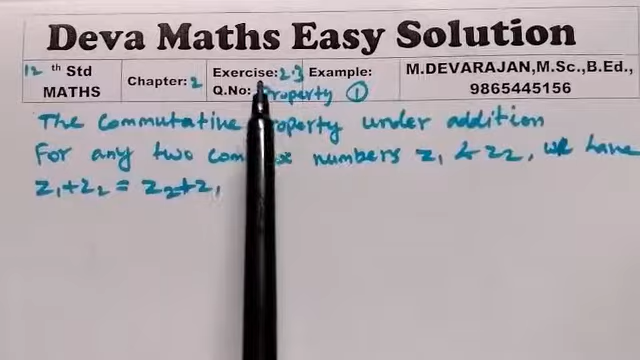 Deva Maths Easy Solution
12 th Std MATHS
Chapter: 2
Exercise: 2.3 Example:
Q.No: Property ①
M.DEVARAJAN,M.Sc.,B.Ed.,
9865445156
The Commutative Property under addition
For any two complex numbers z₁ & z₂, we have
z₁+z₂ = z₂+z₁